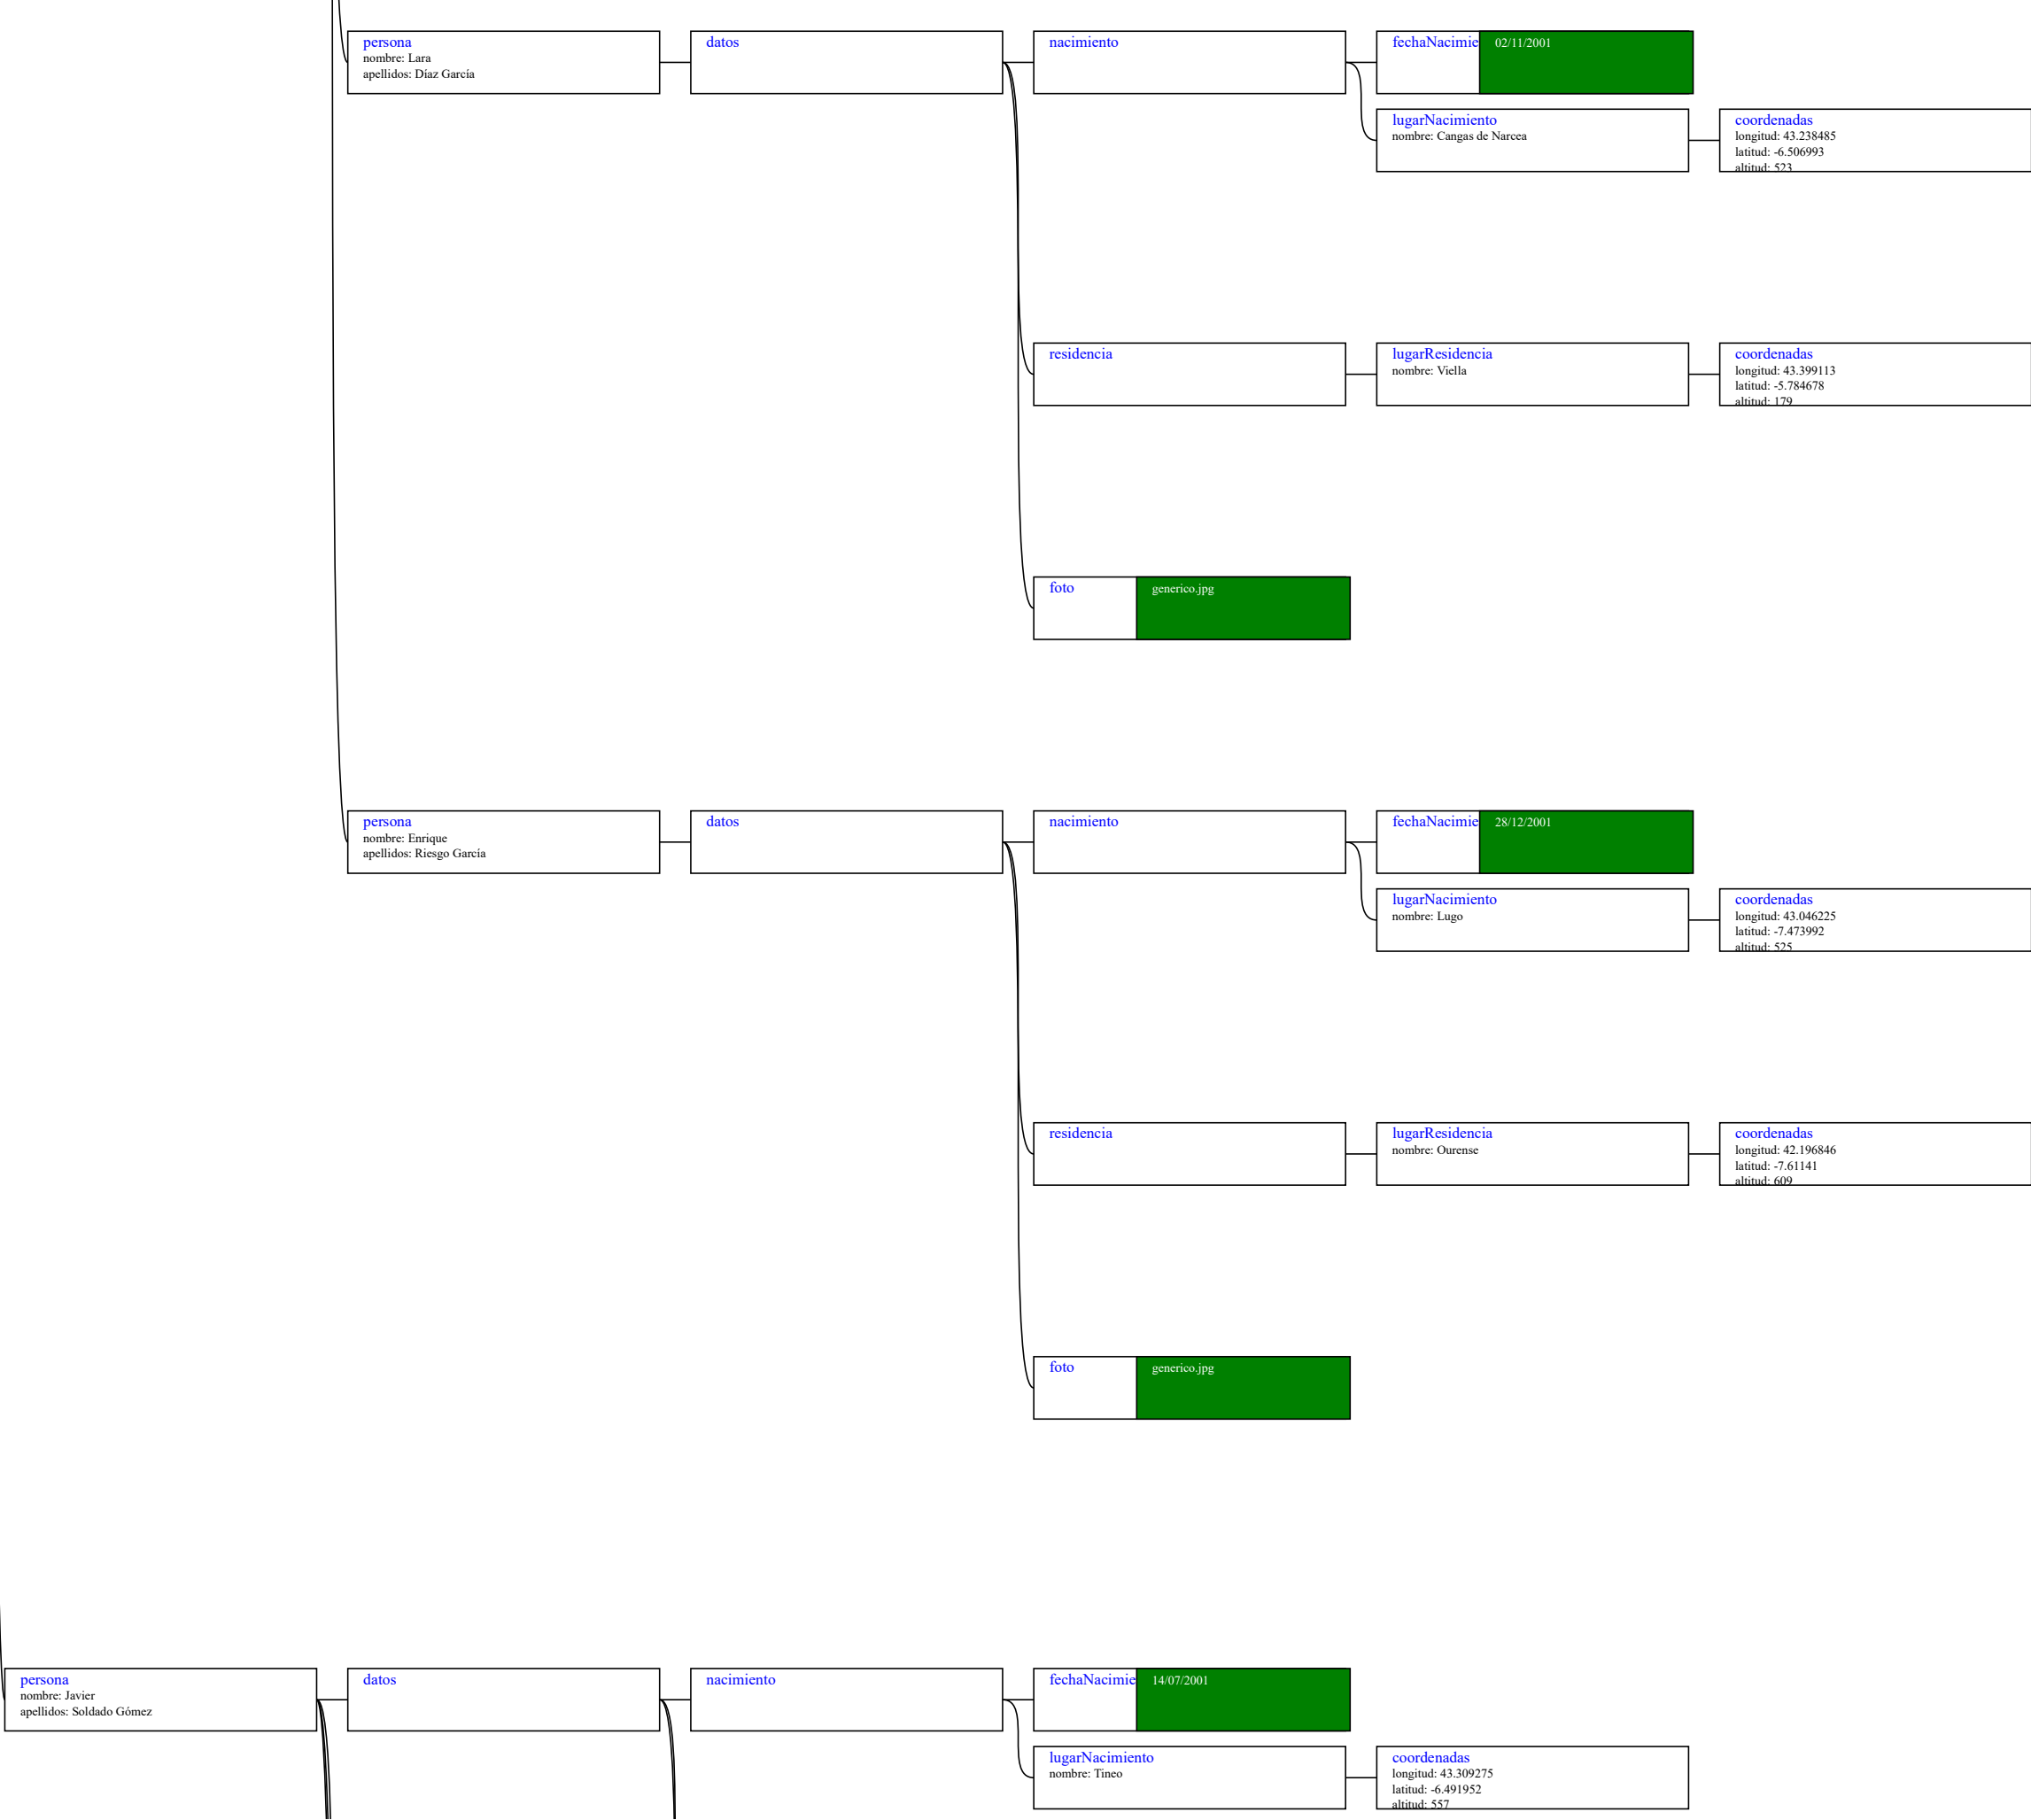 persona
nombre: Lara
apellidos: Díaz García
datos
nacimiento
fechaNacimie
02/11/2001
lugarNacimiento
nombre: Cangas de Narcea
coordenadas
longitud: 43.238485
latitud: -6.506993
altitud: 523
residencia
lugarResidencia
nombre: Viella
coordenadas
longitud: 43.399113
latitud: -5.784678
altitud: 179
foto
generico.jpg
persona
nombre: Enrique
apellidos: Riesgo García
datos
nacimiento
fechaNacimie
28/12/2001
lugarNacimiento
nombre: Lugo
coordenadas
longitud: 43.046225
latitud: -7.473992
altitud: 525
residencia
lugarResidencia
nombre: Ourense
coordenadas
longitud: 42.196846
latitud: -7.61141
altitud: 609
foto
generico.jpg
persona
nombre: Javier
apellidos: Soldado Gómez
datos
nacimiento
fechaNacimie
14/07/2001
lugarNacimiento
nombre: Tineo
coordenadas
longitud: 43.309275
latitud: -6.491952
altitud: 557